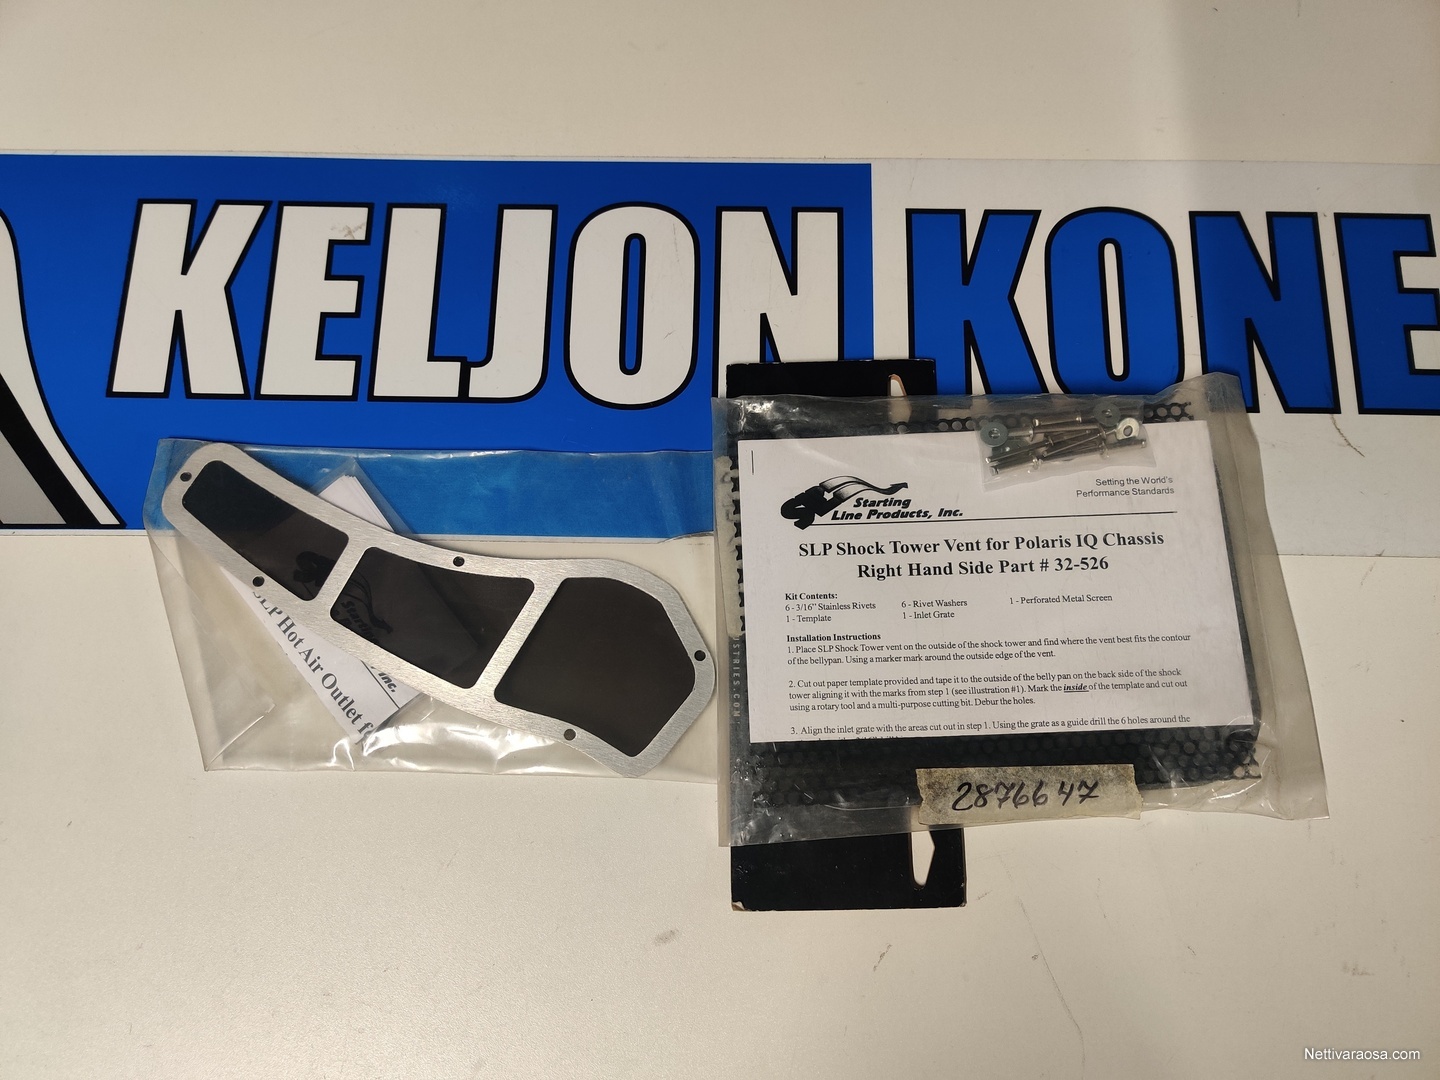 KELJON KONE
Starting
Line Products, Inc.
Setting the World's
Performance Standards
SLP Shock Tower Vent for Polaris IQ Chassis
Right Hand Side Part # 32-526
Kit Contents:
6 - 3/16" Stainless Rivets 6 - Rivet Washers 1 - Perforated Metal Screen
1 - Template 1 - Inlet Grate
Installation Instructions
1. Place SLP Shock Tower vent on the outside of the shock tower and find where the vent best fits the contour
of the bellypan. Using a marker mark around the outside edge of the vent.
2. Cut out paper template provided and tape it to the outside of the belly pan on the back side of the shock
tower aligning it with the marks from step 1 (see illustration #1). Mark the inside of the template and cut out
using a rotary tool and a multi-purpose cutting bit. Debur the holes.
3. Align the inlet grate with the areas cut out in step 1. Using the grate as a guide drill the 6 holes around the
2876647
SLP Hot Air Outlet
Inc.
STRIES.COM
Nettivaraosa.com